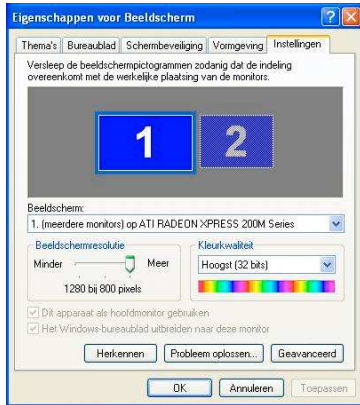 Eigenschappen voor Beeldscherm
Thema's Bureaublad Schermbeveiliging Vormgeving Instellingen
Versleep de beeldschermpictogrammen zodanig dat de indeling
overeenkomt met de werkelijke plaatsing van de monitors.
1 2
Beeldscherm:
1. (meerdere monitors) op ATI RADEON XPRESS 200M Series
Beeldschermresolutie
Minder Meer
1280 bij 800 pixels
Kleurkwaliteit
Hoogst (32 bits)
Dit apparaat als hoofdmonitor gebruiken
Het Windows-bureaublad uitbreiden naar deze monitor
Herkennen Probleem oplossen... Geavanceerd
OK Annuleren Toepassen